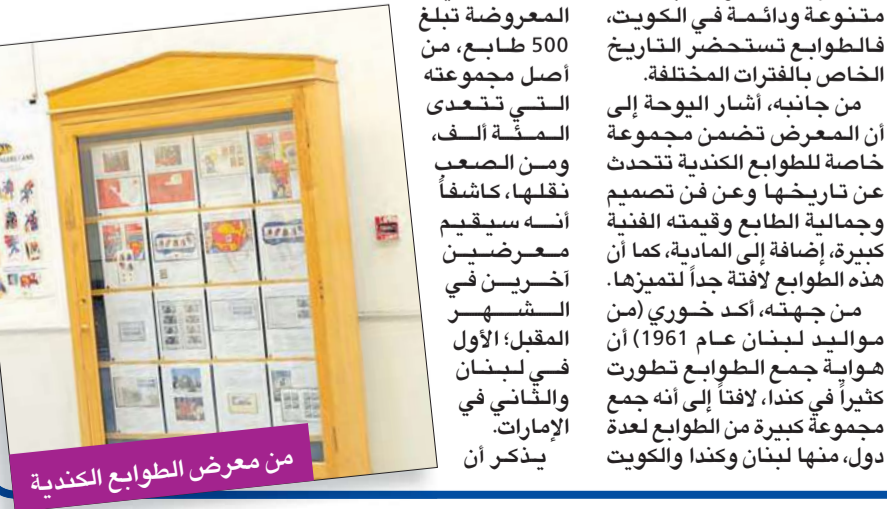 متنوعة ودائمة في الكويت،
فالطوابع تستحضر التاريخ
الخاص بالفترات المختلفة.
من جانبه، أشار اليوحة إلى
أن المعرض تضمن مجموعة
خاصة للطوابع الكندية تتحدث
عن تاريخها وعن فن تصميم
وجمالية الطابع وقيمته الفنية
كبيرة، إضافة إلى المادية، كما أن
هذه الطوابع لافتة جداً لتميزها.
من جهته، أكد خوري (من
مواليد لبنان عام 1961) أن
هواية جمع الطوابع تطورت
كثيراً في كندا، لافتاً إلى أنه جمع
مجموعة كبيرة من الطوابع لعدة
دول، منها لبنان وكندا والكويت
المعروضة تبلغ
500 طابع، من
أصل مجموعته
التي تتعدى
المئة ألف،
ومن الصعب
نقلها، كاشفاً
أنه سيقيم
معرضين
آخرين في
الشهر
المقبل؛ الأول
في لبنان
والثاني في
الإمارات.
يذكر أن
من معرض الطوابع الكندية